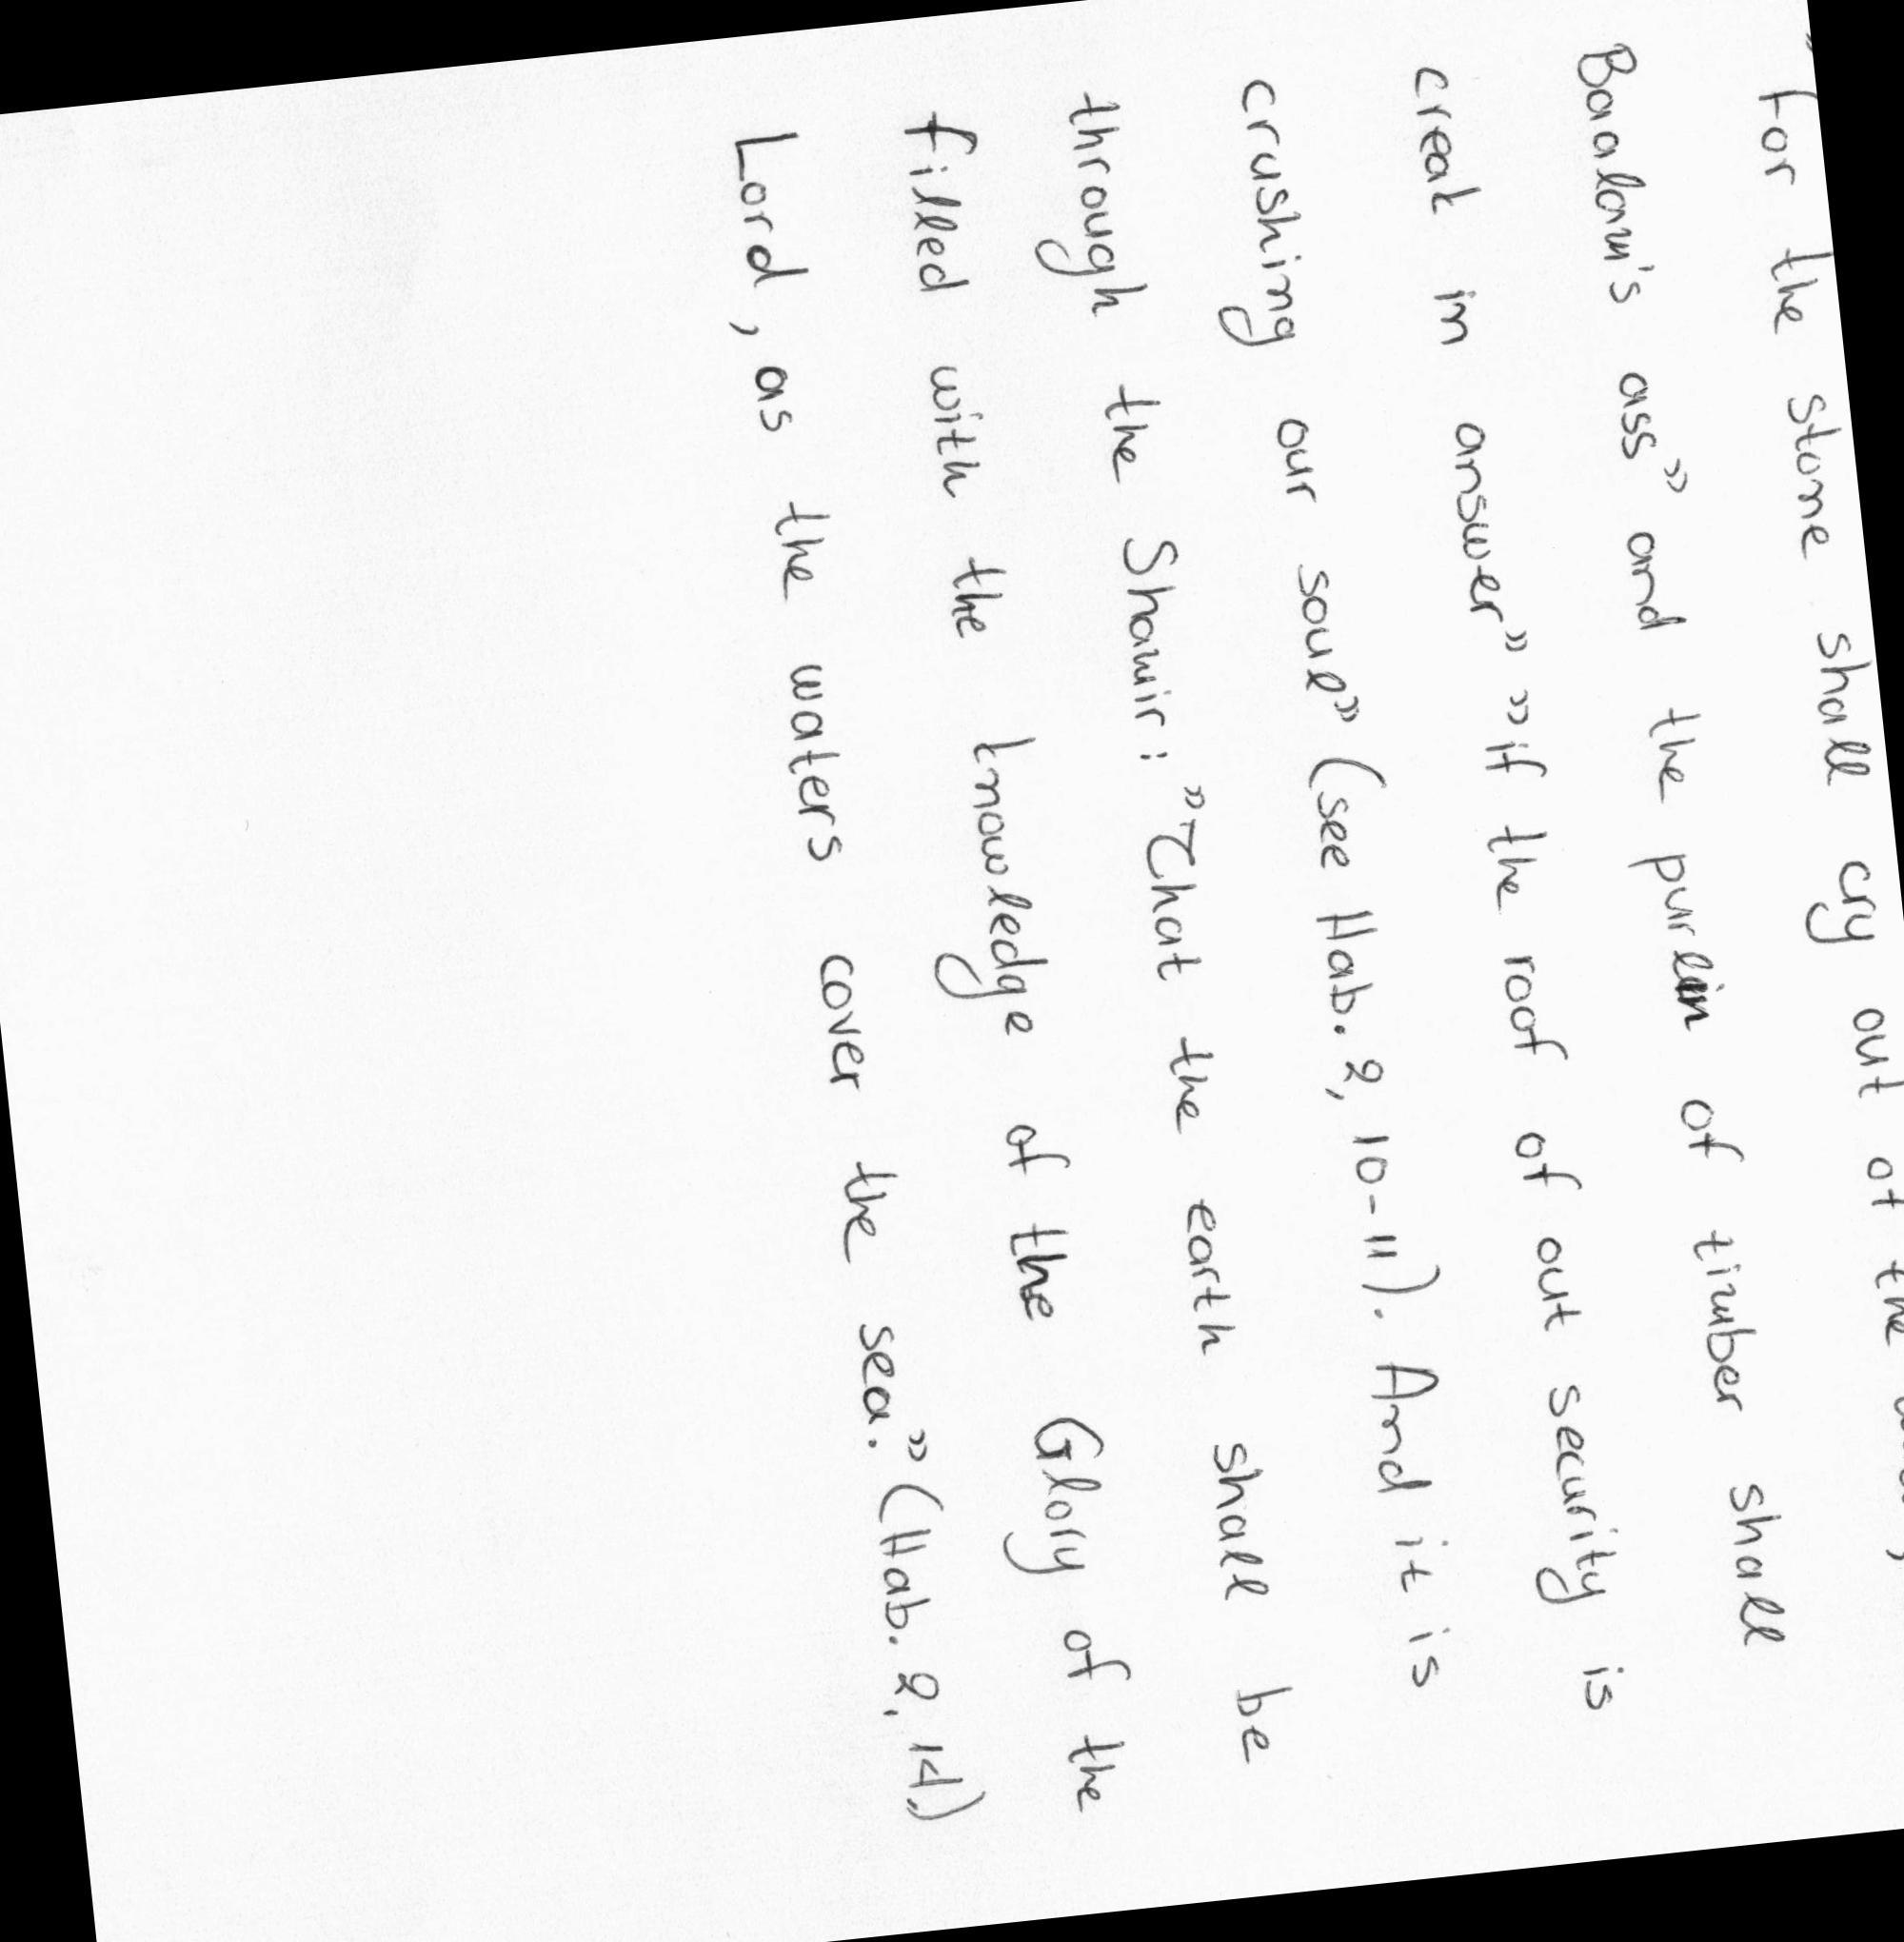 "For the stone shall cry out of the
Baalam's ass" and the purlin of timber shall
creak in answer" "if the roof of out security is
crushing our soul" (see Hab. 2, 10-11). And it is
through the Shamir: "That the earth shall be
filled with the knowledge of the Glory of the
Lord, as the waters cover the sea." (Hab. 2, 14.)